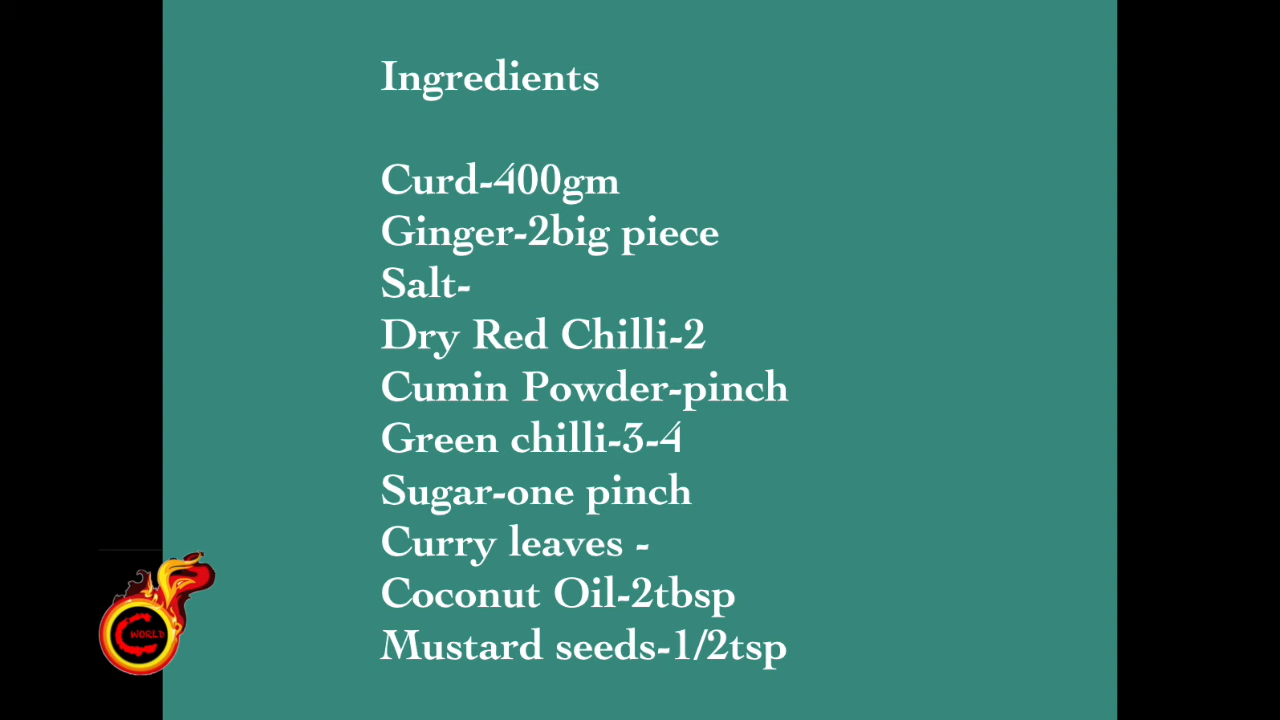 Ingredients
Curd-400gm
Ginger-2big piece
Salt-
Dry Red Chilli-2
Cumin Powder-pinch
Green chilli-3-4
Sugar-one pinch
Curry leaves -
Coconut Oil-2tbsp
Mustard seeds-1/2tsp
C WORLD